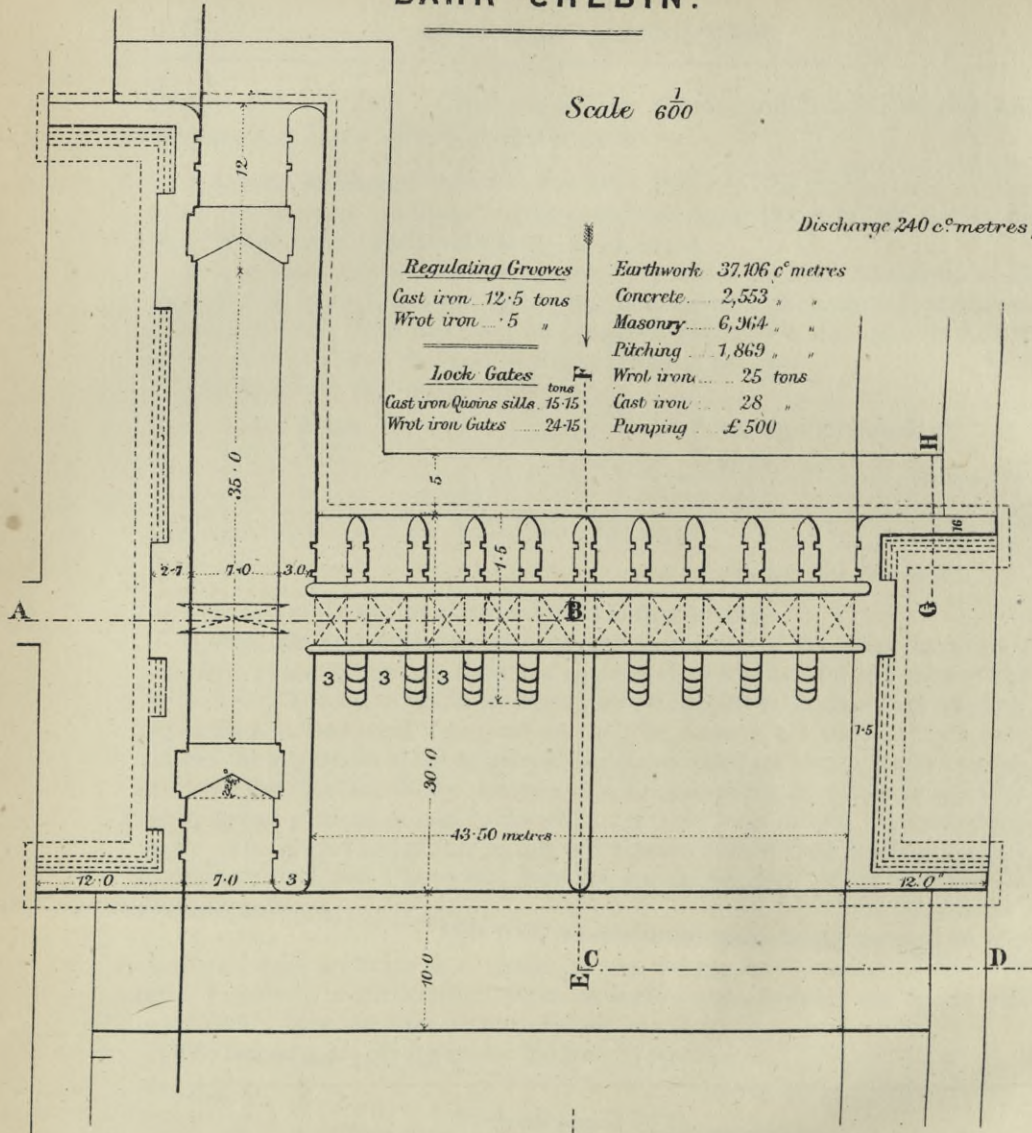 BAHR CHEBIN.
Scale 1/600
Discharge 240 c.º metres
Regulating Grooves
Cast iron 12·5 tons
Wrot iron ·5 "
Lock Gates
tons
Cast iron Quoins sills. 15·15
Wrot iron Gates 24·15
Earthwork 37,106 cᵉ metres
Concrete 2,553 " "
Masonry 6,964 " "
Pitching 1,869 " "
Wrot iron 25 tons
Cast iron 28 "
Pumping £ 500
12
F
H
5
35·0
16
1·5
7·0
3.0
A
B
G
3 3 3
1·5
30·0
43·50 metres
12·0
7·0
3
12'0"
10·0
C
E
D